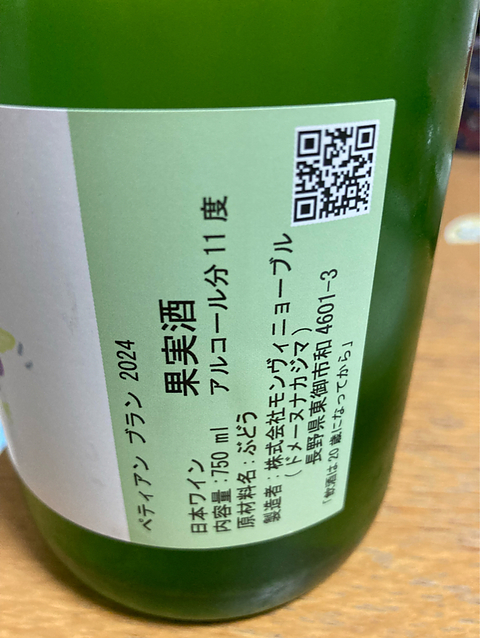 ペティアン ブラン 2024
果実酒
日本ワイン
内容量：750 ml アルコール分 11 度
原材料名：ぶどう
製造者：株式会社モンヴィニョーブル
（ドメーヌナカジマ）
長野県東御市和 4601-3
「飲酒は 20 歳になってから」